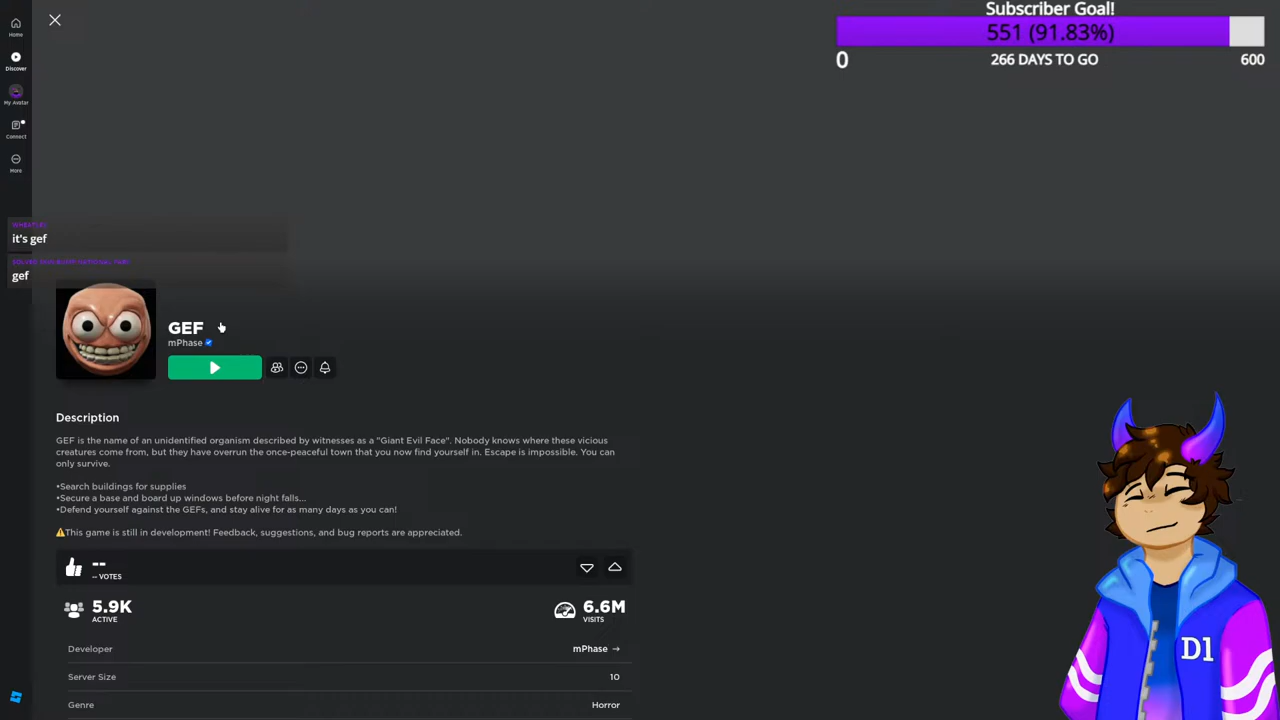 Subscriber Goal!
551 (91.83%)
0
266 DAYS TO GO
600
Home
Discover
My Avatar
Connect
More
it's gef
gef
GEF
mPhase
Description
GEF is the name of an unidentified organism described by witnesses as a "Giant Evil Face". Nobody knows where these vicious
creatures come from, but they have overrun the once-peaceful town that you now find yourself in. Escape is impossible. You can
only survive.
•Search buildings for supplies
•Secure a base and board up windows before night falls...
•Defend yourself against the GEFs, and stay alive for as many days as you can!
⚠️This game is still in development! Feedback, suggestions, and bug reports are appreciated.
--
-- VOTES
5.9K
ACTIVE
6.6M
VISITS
Developer
mPhase →
Server Size
10
Genre
Horror
D1